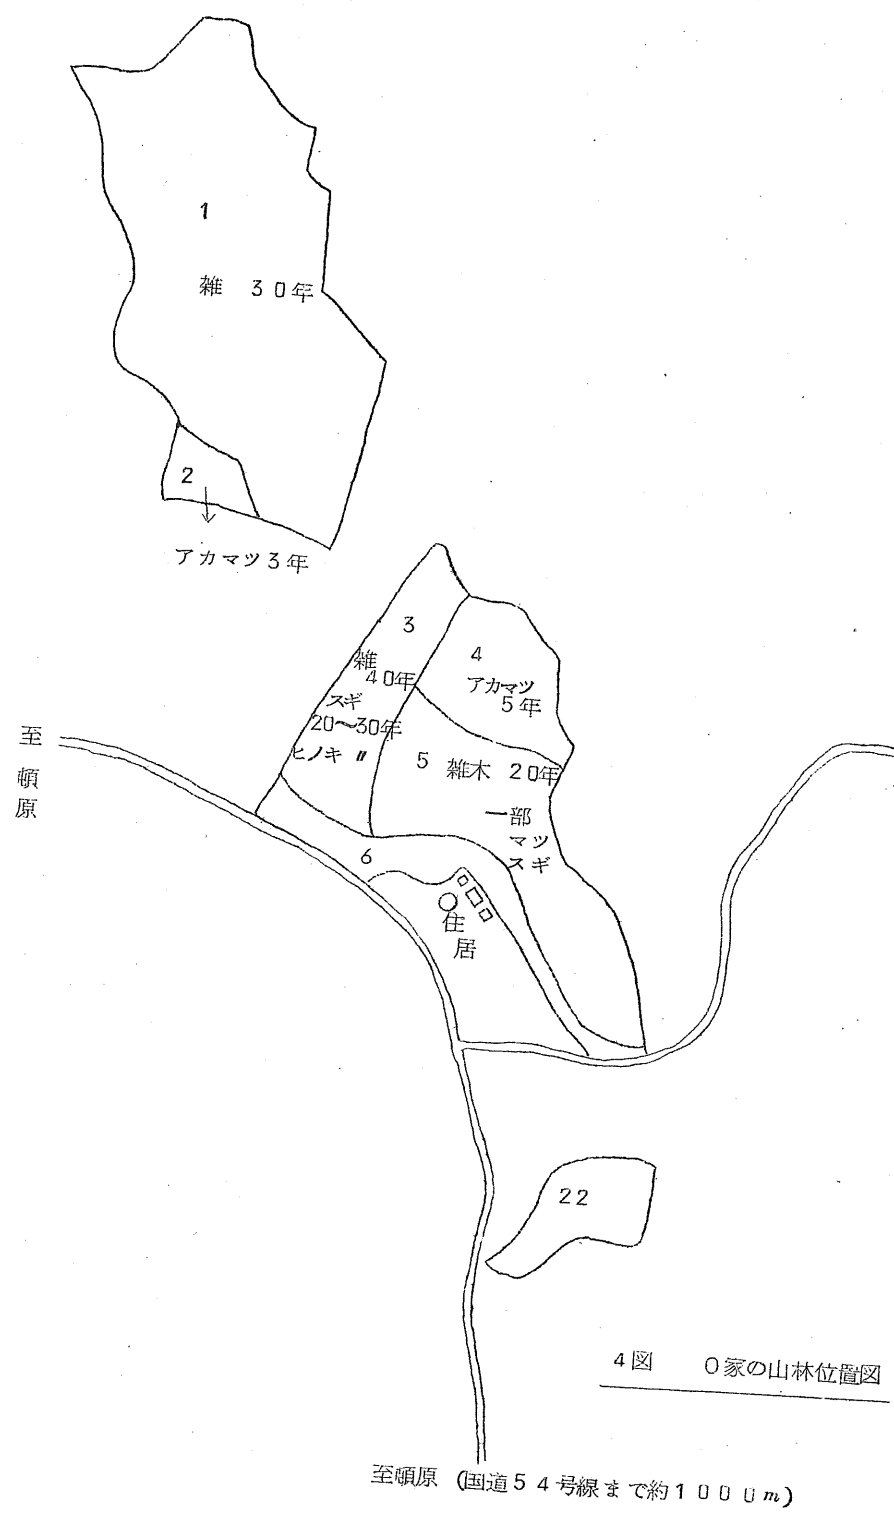 1
雑 30年
2
アカマツ3年
3
雑
40年
スギ
20〜30年
ヒノキ 〃
4
アカマツ
5年
5 雑木 20年
一部
マツ
スギ
6
住
居
至
頓
原
22
4図 O家の山林位置図
至頓原 (国道54号線まで約1000m)